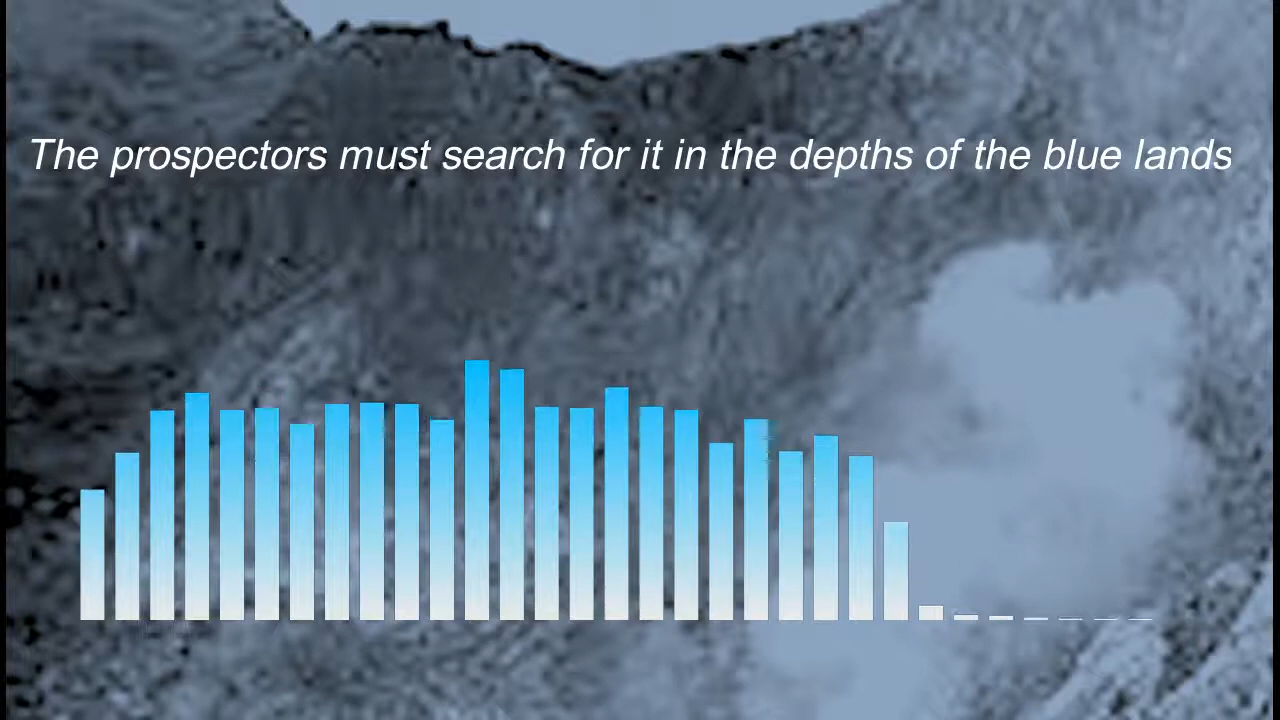 The prospectors must search for it in the depths of the blue lands